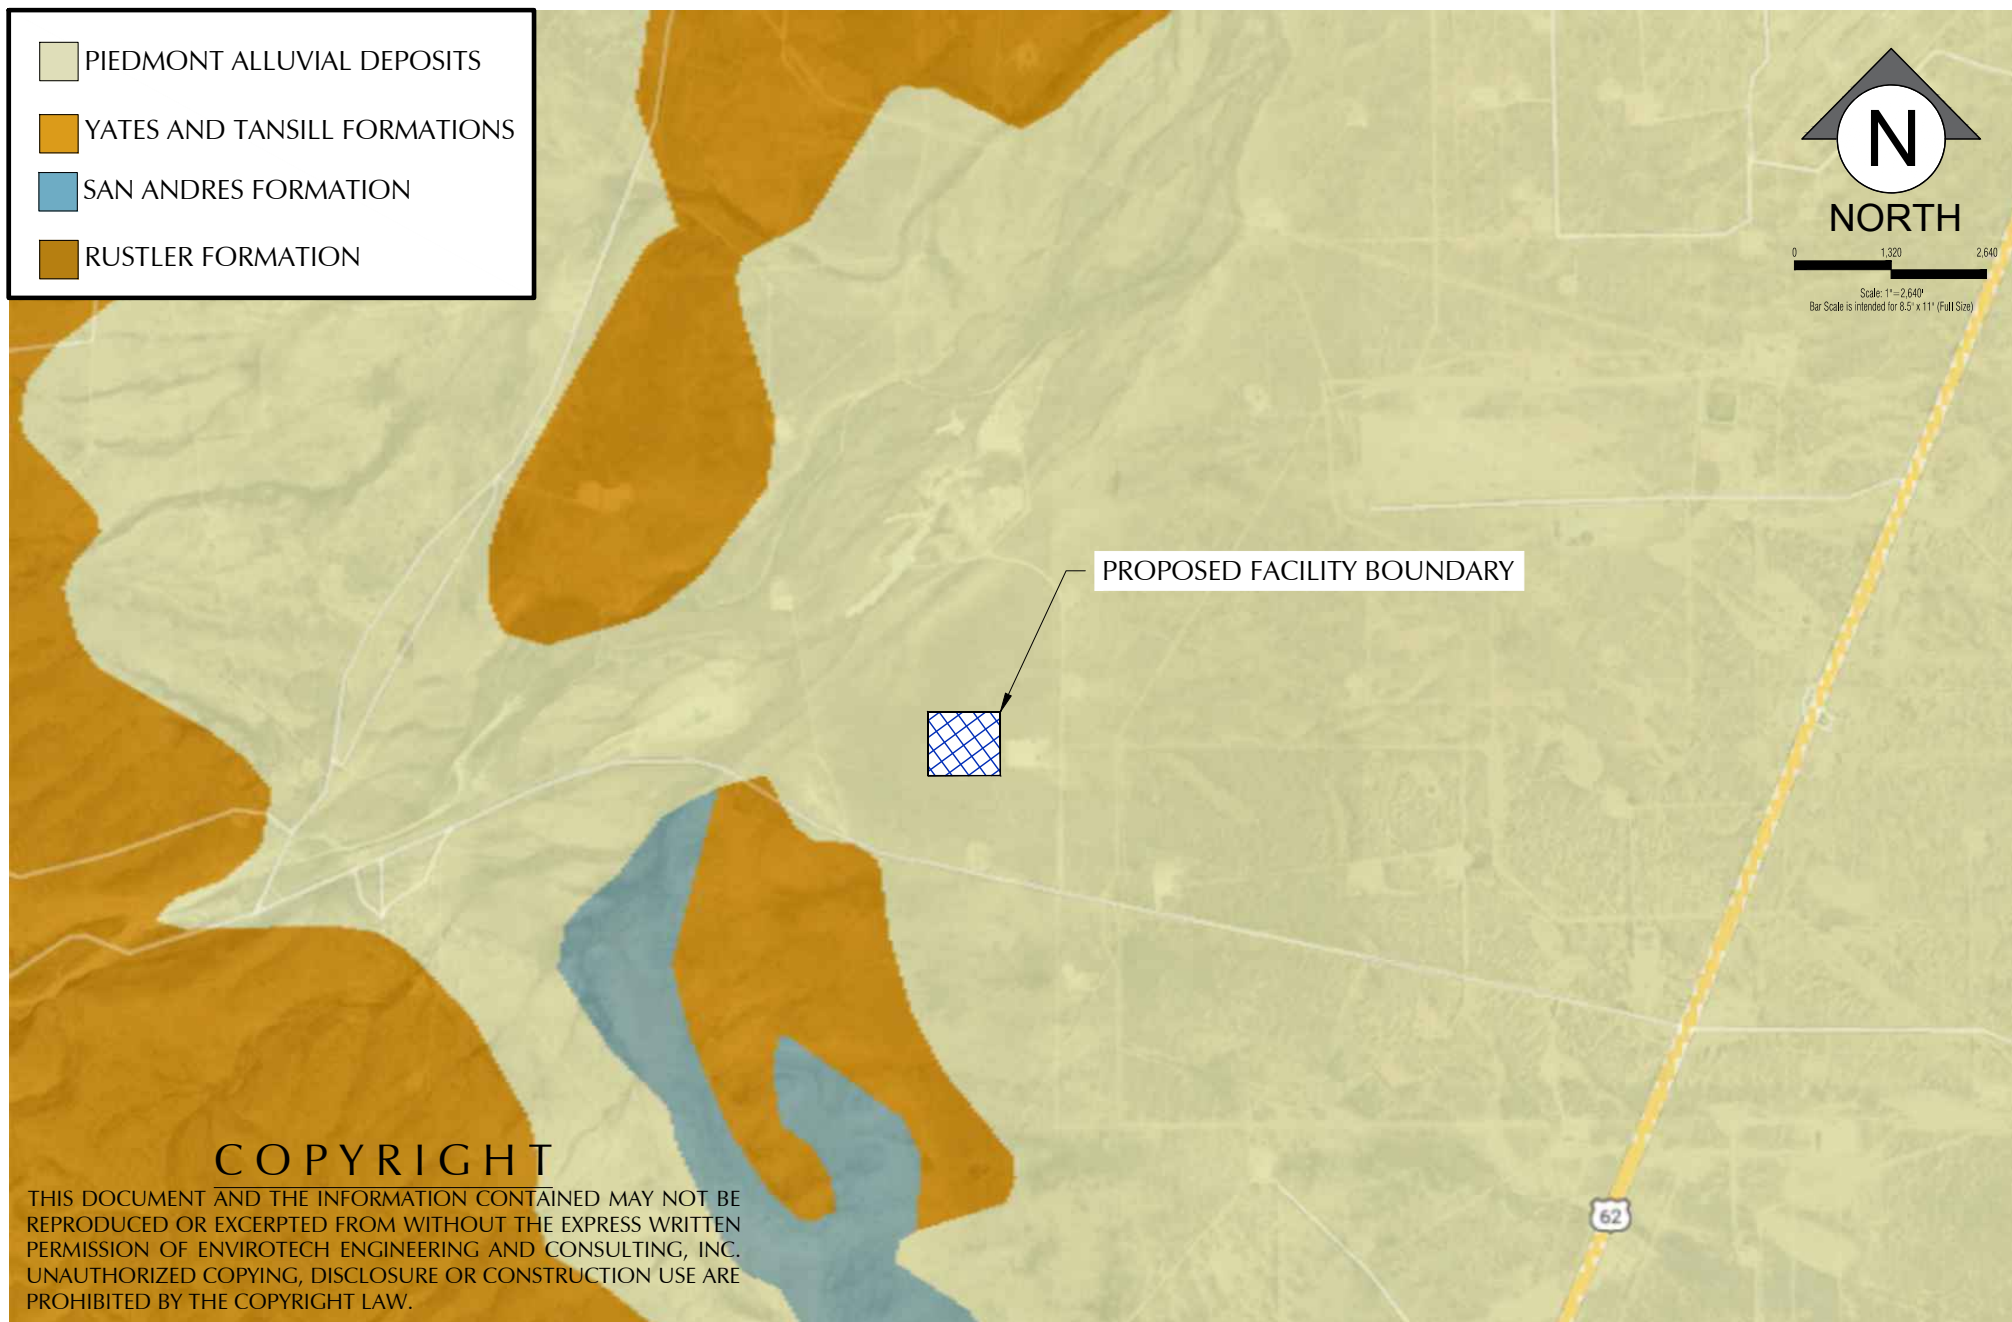 PIEDMONT ALLUVIAL DEPOSITS
YATES AND TANSILL FORMATIONS
SAN ANDRES FORMATION
RUSTLER FORMATION
N
NORTH
0 1,320 2,640
Scale: 1"=2,640'
Bar Scale is intended for 8.5" x 11" (Full Size)
PROPOSED FACILITY BOUNDARY
62
COPYRIGHT
THIS DOCUMENT AND THE INFORMATION CONTAINED MAY NOT BE
REPRODUCED OR EXCERPTED FROM WITHOUT THE EXPRESS WRITTEN
PERMISSION OF ENVIROTECH ENGINEERING AND CONSULTING, INC.
UNAUTHORIZED COPYING, DISCLOSURE OR CONSTRUCTION USE ARE
PROHIBITED BY THE COPYRIGHT LAW.